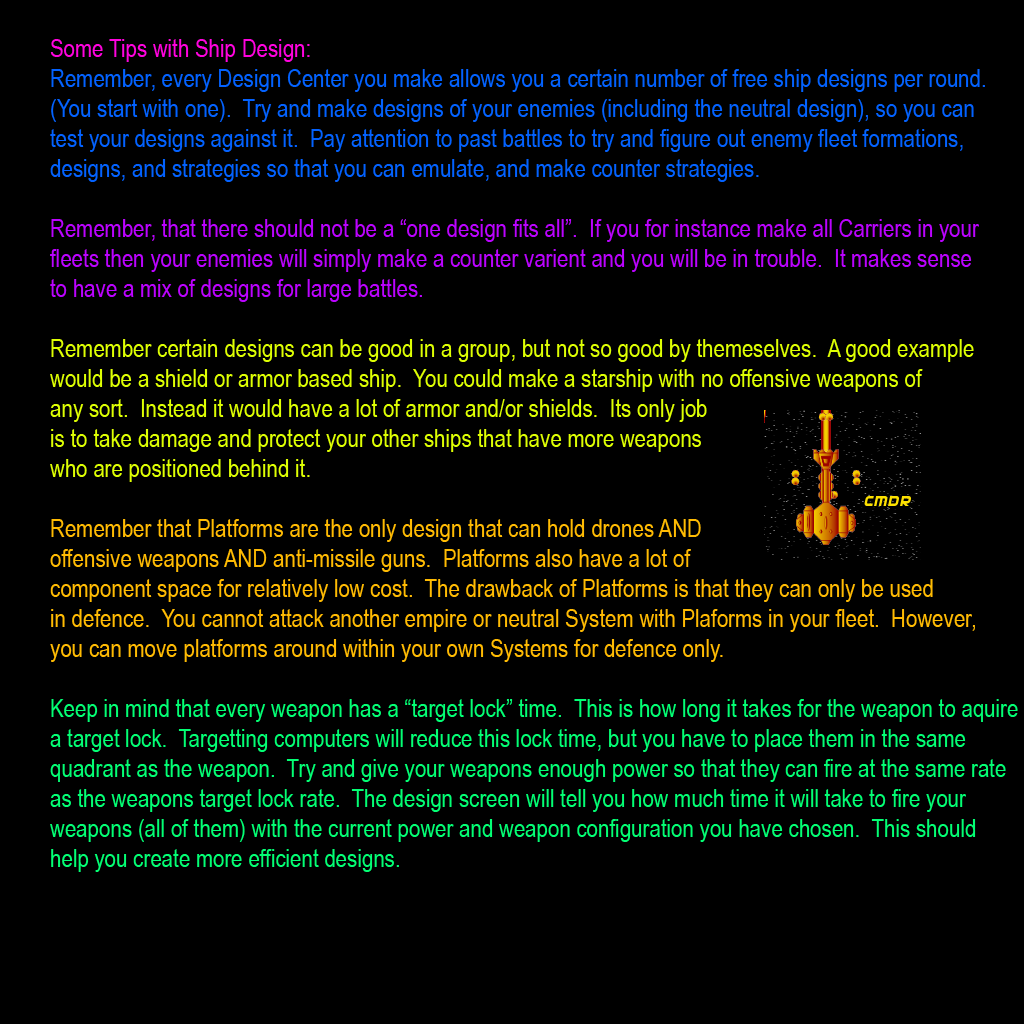 Some Tips with Ship Design:
Remember, every Design Center you make allows you a certain number of free ship designs per round.
(You start with one).  Try and make designs of your enemies (including the neutral design), so you can
test your designs against it.  Pay attention to past battles to try and figure out enemy fleet formations,
designs, and strategies so that you can emulate, and make counter strategies.
Remember, that there should not be a “one design fits all”.  If you for instance make all Carriers in your
fleets then your enemies will simply make a counter varient and you will be in trouble.  It makes sense
to have a mix of designs for large battles.
Remember certain designs can be good in a group, but not so good by themeselves.  A good example
would be a shield or armor based ship.  You could make a starship with no offensive weapons of
any sort.  Instead it would have a lot of armor and/or shields.  Its only job
is to take damage and protect your other ships that have more weapons
who are positioned behind it.
CMDR
Remember that Platforms are the only design that can hold drones AND
offensive weapons AND anti-missile guns.  Platforms also have a lot of
component space for relatively low cost.  The drawback of Platforms is that they can only be used
in defence.  You cannot attack another empire or neutral System with Plaforms in your fleet.  However,
you can move platforms around within your own Systems for defence only.
Keep in mind that every weapon has a “target lock” time.  This is how long it takes for the weapon to aquire
a target lock.  Targetting computers will reduce this lock time, but you have to place them in the same
quadrant as the weapon.  Try and give your weapons enough power so that they can fire at the same rate
as the weapons target lock rate.  The design screen will tell you how much time it will take to fire your
weapons (all of them) with the current power and weapon configuration you have chosen.  This should
help you create more efficient designs.